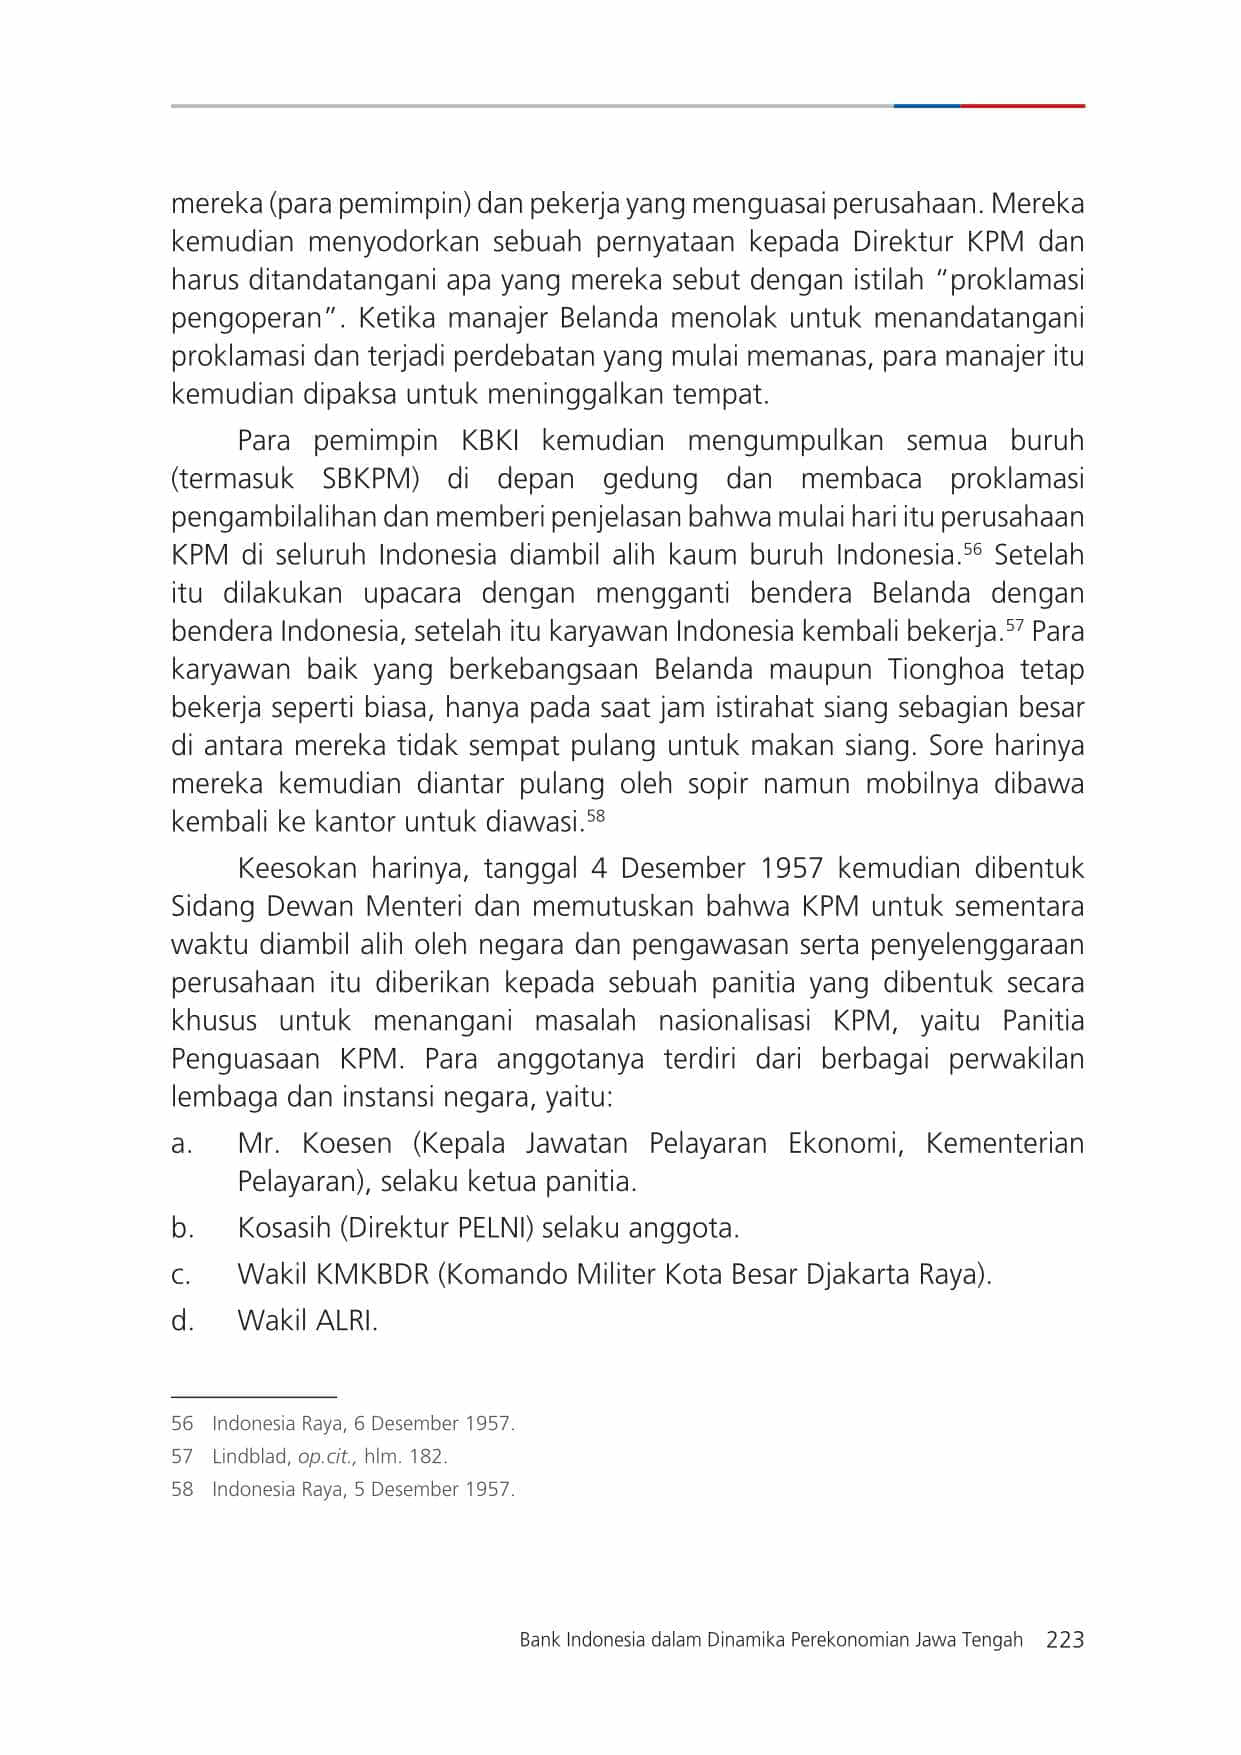 mereka (para pemimpin) dan pekerja yang menguasai perusahaan. Mereka
kemudian menyodorkan sebuah pernyataan kepada Direktur KPM dan
harus ditandatangani apa yang mereka sebut dengan istilah “proklamasi
pengoperan”. Ketika manajer Belanda menolak untuk menandatangani
proklamasi dan terjadi perdebatan yang mulai memanas, para manajer itu
kemudian dipaksa untuk meninggalkan tempat.
Para pemimpin KBKI kemudian mengumpulkan semua buruh
(termasuk SBKPM) di depan gedung dan membaca proklamasi
pengambilalihan dan memberi penjelasan bahwa mulai hari itu perusahaan
KPM di seluruh Indonesia diambil alih kaum buruh Indonesia.56 Setelah
itu dilakukan upacara dengan mengganti bendera Belanda dengan
bendera Indonesia, setelah itu karyawan Indonesia kembali bekerja.57 Para
karyawan baik yang berkebangsaan Belanda maupun Tionghoa tetap
bekerja seperti biasa, hanya pada saat jam istirahat siang sebagian besar
di antara mereka tidak sempat pulang untuk makan siang. Sore harinya
mereka kemudian diantar pulang oleh sopir namun mobilnya dibawa
kembali ke kantor untuk diawasi.58
Keesokan harinya, tanggal 4 Desember 1957 kemudian dibentuk
Sidang Dewan Menteri dan memutuskan bahwa KPM untuk sementara
waktu diambil alih oleh negara dan pengawasan serta penyelenggaraan
perusahaan itu diberikan kepada sebuah panitia yang dibentuk secara
khusus untuk menangani masalah nasionalisasi KPM, yaitu Panitia
Penguasaan KPM. Para anggotanya terdiri dari berbagai perwakilan
lembaga dan instansi negara, yaitu:
a. Mr. Koesen (Kepala Jawatan Pelayaran Ekonomi, Kementerian
Pelayaran), selaku ketua panitia.
b. Kosasih (Direktur PELNI) selaku anggota.
c. Wakil KMKBDR (Komando Militer Kota Besar Djakarta Raya).
d. Wakil ALRI.
56 Indonesia Raya, 6 Desember 1957.
57 Lindblad, op.cit., hlm. 182.
58 Indonesia Raya, 5 Desember 1957.
Bank Indonesia dalam Dinamika Perekonomian Jawa Tengah 223